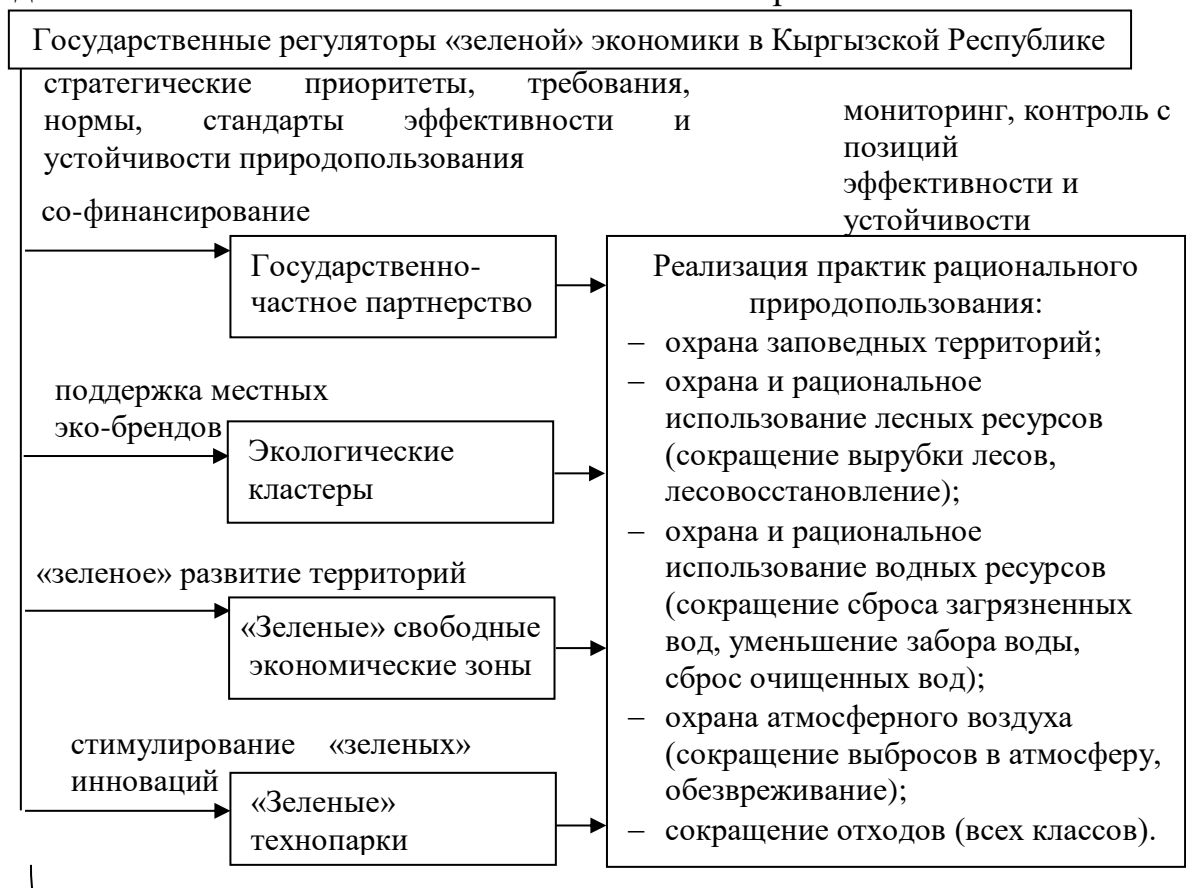 Государственные регуляторы «зеленой» экономики в Кыргызской Республике
стратегические приоритеты, требования,
нормы, стандарты эффективности и
устойчивости природопользования
мониторинг, контроль с
позиций
эффективности и
устойчивости
со-финансирование
Государственно-
частное партнерство
поддержка местных
эко-брендов
Экологические
кластеры
«зеленое» развитие территорий
«Зеленые» свободные
экономические зоны
стимулирование «зеленых»
инноваций
«Зеленые»
технопарки
Реализация практик рационального
природопользования:
– охрана заповедных территорий;
– охрана и рациональное
использование лесных ресурсов
(сокращение вырубки лесов,
лесовосстановление);
– охрана и рациональное
использование водных ресурсов
(сокращение сброса загрязненных
вод, уменьшение забора воды,
сброс очищенных вод);
– охрана атмосферного воздуха
(сокращение выбросов в атмосферу,
обезвреживание);
– сокращение отходов (всех классов).